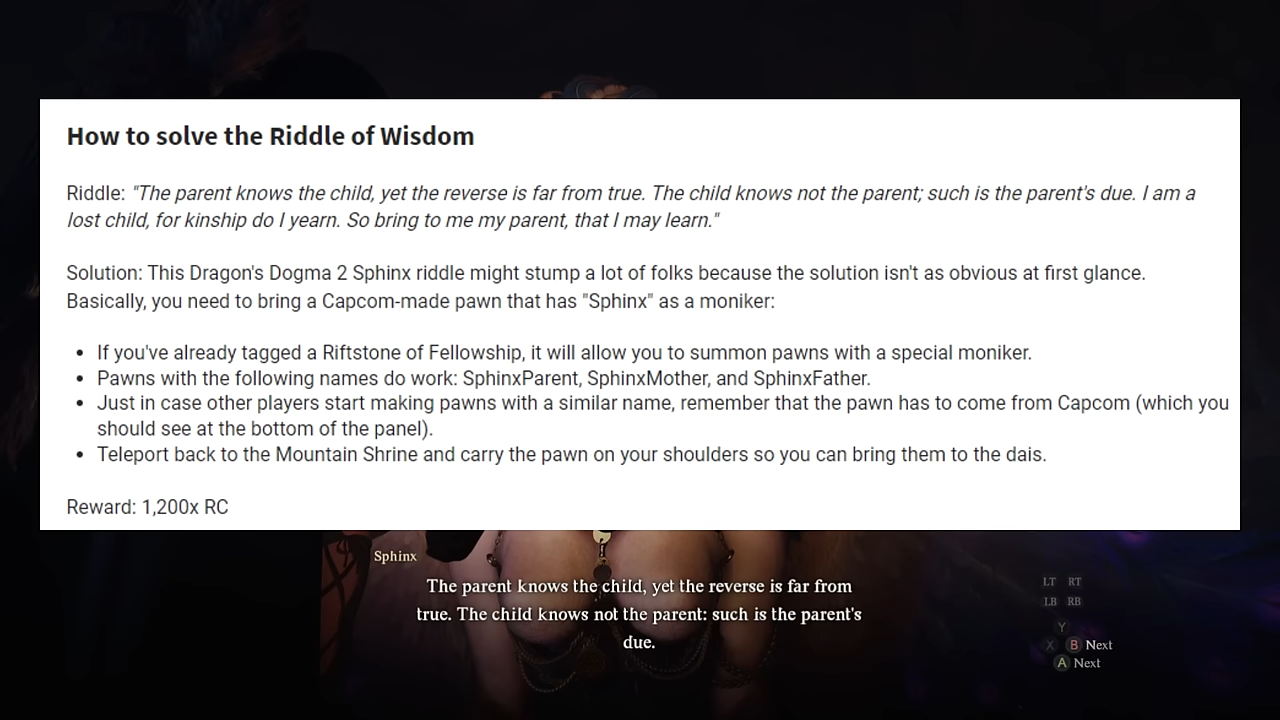 How to solve the Riddle of Wisdom
Riddle: "The parent knows the child, yet the reverse is far from true. The child knows not the parent; such is the parent's due. I am a
lost child, for kinship do I yearn. So bring to me my parent, that I may learn."
Solution: This Dragon's Dogma 2 Sphinx riddle might stump a lot of folks because the solution isn't as obvious at first glance.
Basically, you need to bring a Capcom-made pawn that has "Sphinx" as a moniker:
• If you've already tagged a Riftstone of Fellowship, it will allow you to summon pawns with a special moniker.
• Pawns with the following names do work: SphinxParent, SphinxMother, and SphinxFather.
• Just in case other players start making pawns with a similar name, remember that the pawn has to come from Capcom (which you
should see at the bottom of the panel).
• Teleport back to the Mountain Shrine and carry the pawn on your shoulders so you can bring them to the dais.
Reward: 1,200x RC
Sphinx
The parent knows the child, yet the reverse is far from
true. The child knows not the parent: such is the parent's
due.
LT RT
LB RB
Y
X B Next
A Next